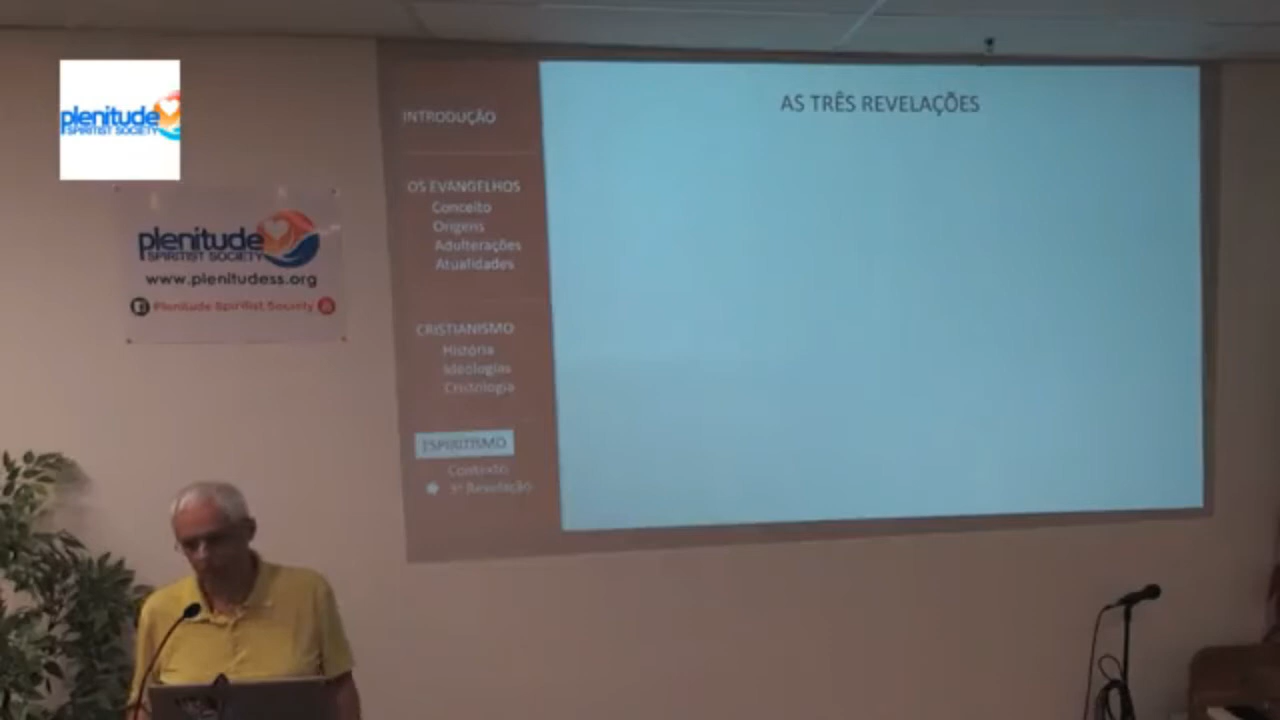 plenitude
SPIRITIST SOCIETY
plenitude
SPIRITIST SOCIETY
www.plenitudess.org
Plenitude Spiritist Society
INTRODUÇÃO
OS EVANGELHOS
Conceito
Origens
Adulterações
Atualidades
CRISTIANISMO
História
Ideologias
Cristologia
ESPIRITISMO
Contexto
3ª Revelação
AS TRÊS REVELAÇÕES